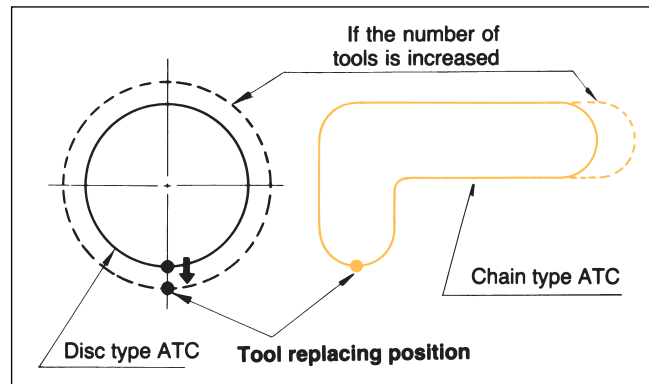 If the number of
tools is increased
Chain type ATC
Disc type ATC
Tool replacing position